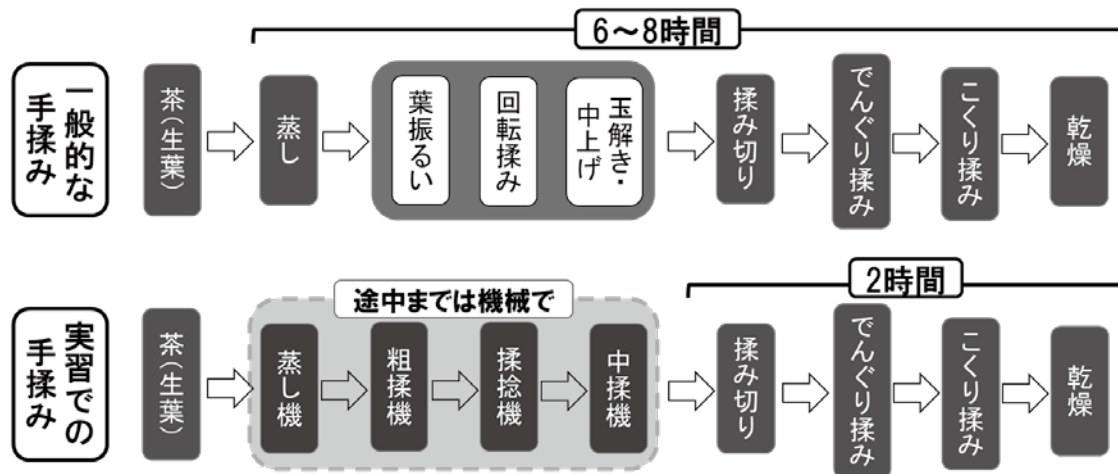 6～8時間
一般的な
手揉み
茶（生葉）
蒸し
葉振るい
回転揉み
玉解き・
中上げ
揉み切り
でんぐり揉み
こくり揉み
乾燥
途中までは機械で
2時間
実習での
手揉み
茶（生葉）
蒸し機
粗揉機
揉捻機
中揉機
揉み切り
でんぐり揉み
こくり揉み
乾燥